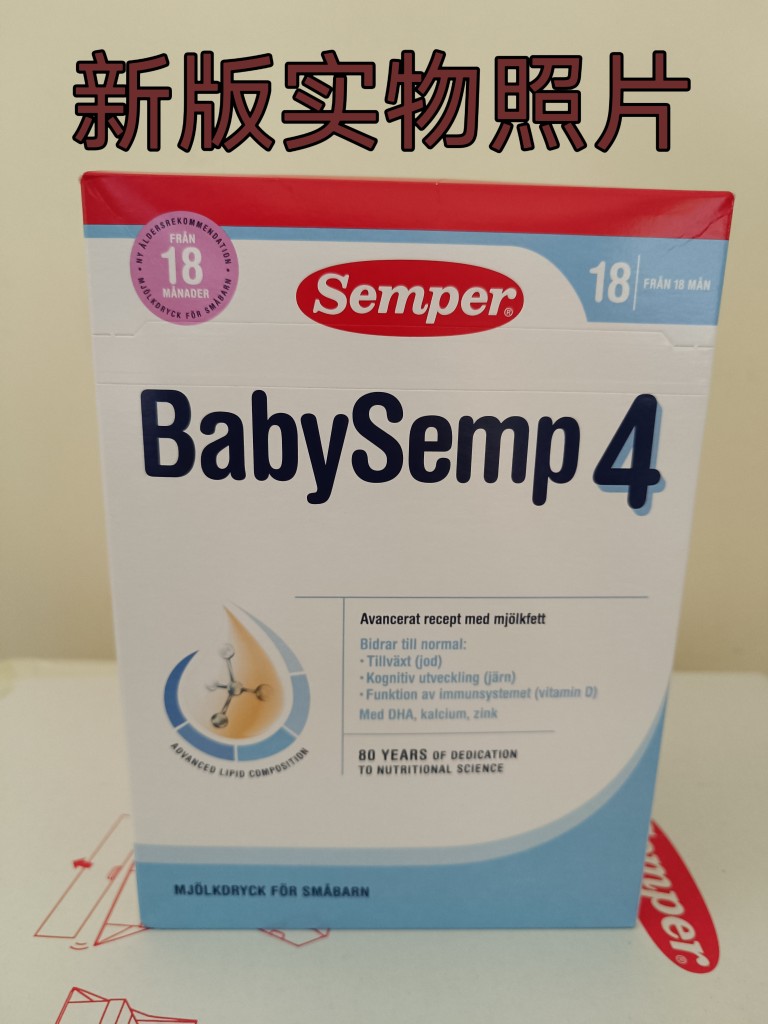 新版实物照片
• NY ÅLDERSREKOMMENDATION •
FRÅN
18
MÅNADER
MJÖLKDRYCK FÖR SMÅBARN
Semper®
18 FRÅN 18 MÅN
BabySemp 4
Avancerat recept med mjölkfett
Bidrar till normal:
• Tillväxt (jod)
• Kognitiv utveckling (järn)
• Funktion av immunsystemet (vitamin D)
Med DHA, kalcium, zink
ADVANCED LIPID COMPOSITION
80 YEARS OF DEDICATION
TO NUTRITIONAL SCIENCE
MJÖLKDRYCK FÖR SMÅBARN
emper®